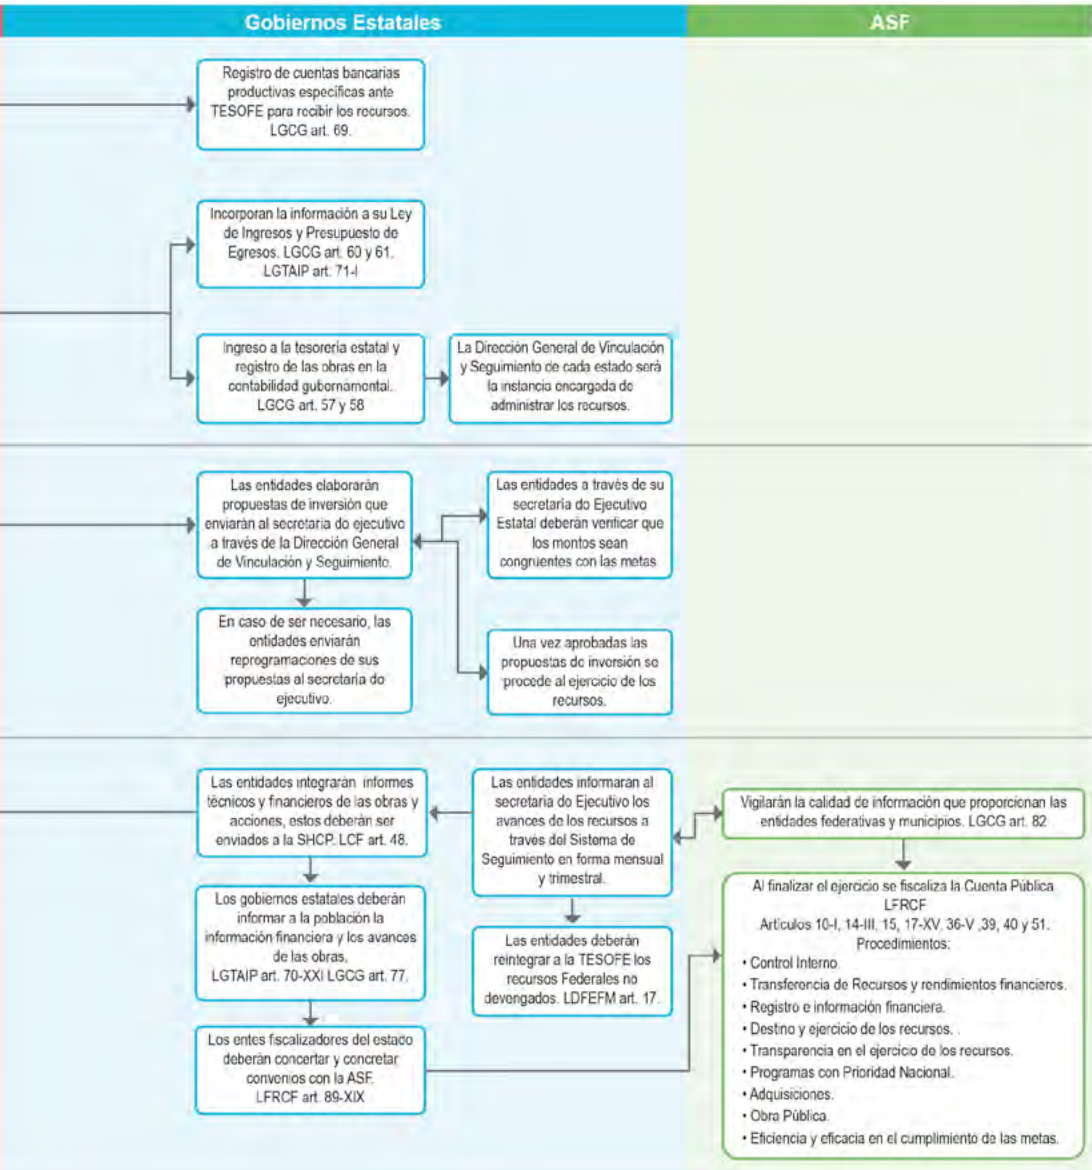 Gobiernos Estatales
ASF
Registro de cuentas bancarias
productivas específicas ante
TESOFE para recibir los recursos.
LGCG art. 69.
Incorporan la información a su Ley
de Ingresos y Presupuesto de
Egresos. LGCG art. 60 y 61.
LGTAIP art. 71-I
Ingreso a la tesorería estatal y
registro de las obras en la
contabilidad gubernamental.
LGCG art. 57 y 58
La Dirección General de Vinculación
y Seguimiento de cada estado será
la instancia encargada de
administrar los recursos.
Las entidades elaborarán
propuestas de inversión que
enviarán al secretaria do ejecutivo
a través de la Dirección General
de Vinculación y Seguimiento.
Las entidades a través de su
secretaría do Ejecutivo
Estatal deberán verificar que
los montos sean
congruentes con las metas
En caso de ser necesario, las
entidades enviarán
reprogramaciones de sus
propuestas al secretaría do
ejecutivo.
Una vez aprobadas las
propuestas de inversión se
procede al ejercicio de los
recursos.
Las entidades integrarán informes
técnicos y financieros de las obras y
acciones, estos deberán ser
enviados a la SHCP. LCF art. 48.
Las entidades informaran al
secretaria do Ejecutivo los
avances de los recursos a
través del Sistema de
Seguimiento en forma mensual
y trimestral.
Vigilarán la calidad de información que proporcionan las
entidades federativas y municipios. LGCG art. 82
Los gobiernos estatales deberán
informar a la población la
información financiera y los avances
de las obras.
LGTAIP art. 70-XXI LGCG art. 77.
Las entidades deberán
reintegrar a la TESOFE los
recursos Federales no
devongados. LDFEFM art. 17.
Los entes fiscalizadores del estado
deberán concertar y concretar
convenios con la ASF.
LFRCF art. 89-XIX
Al finalizar el ejercicio se fiscaliza la Cuenta Pública
LFRCF
Artículos 10-I, 14-III, 15, 17-XV, 36-V ,39, 40 y 51.
Procedimientos:
• Control Interno.
• Transferencia de Recursos y rendimientos financieros.
• Registro e información financiera.
• Destino y ejercicio de los recursos. .
• Transparencia en el ejercicio de los recursos.
• Programas con Prioridad Nacional.
• Adquisiciones.
• Obra Pública.
• Eficiencia y eficacia en el cumplimiento de las metas.